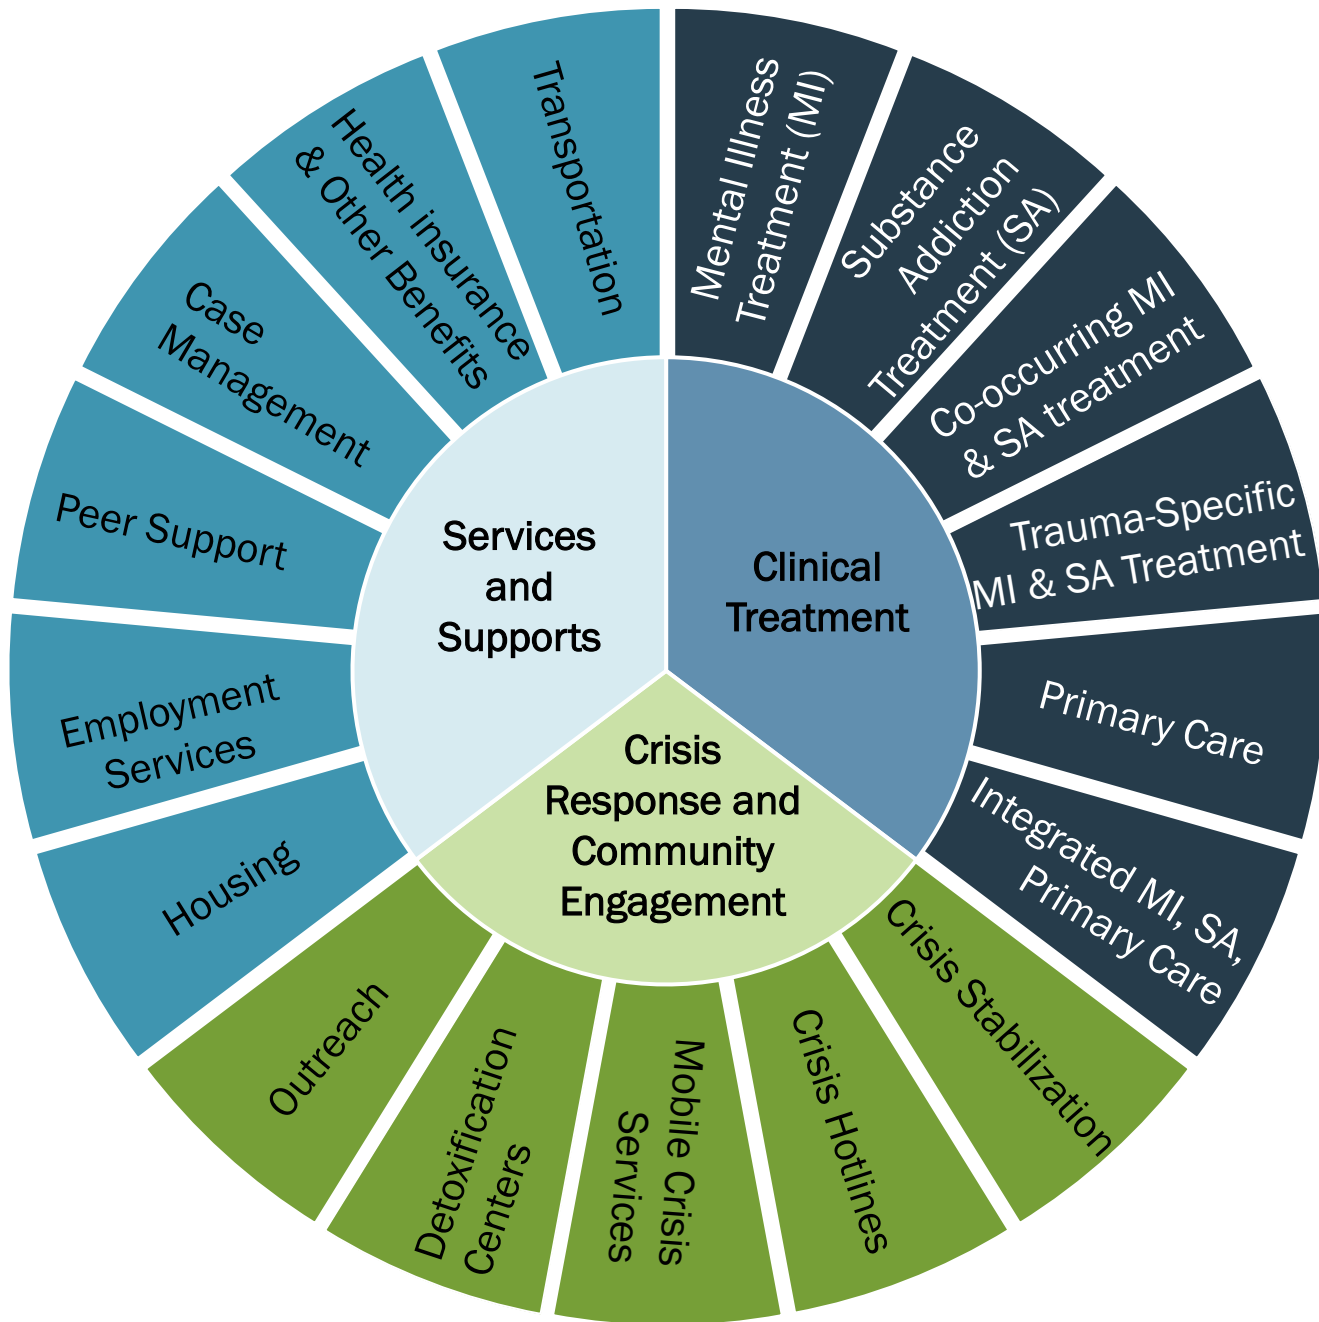 Services
and
Supports
Clinical
Treatment
Crisis
Response and
Community
Engagement
Mental Illness
Treatment (MI)
Substance
Addiction
Treatment (SA)
Co-occurring MI
& SA treatment
Trauma-Specific
MI & SA Treatment
Primary Care
Integrated MI, SA,
Primary Care
Crisis Stabilization
Crisis Hotlines
Mobile Crisis
Services
Detoxification
Centers
Outreach
Housing
Employment
Services
Peer Support
Case
Management
Health insurance
& Other Benefits
Transportation